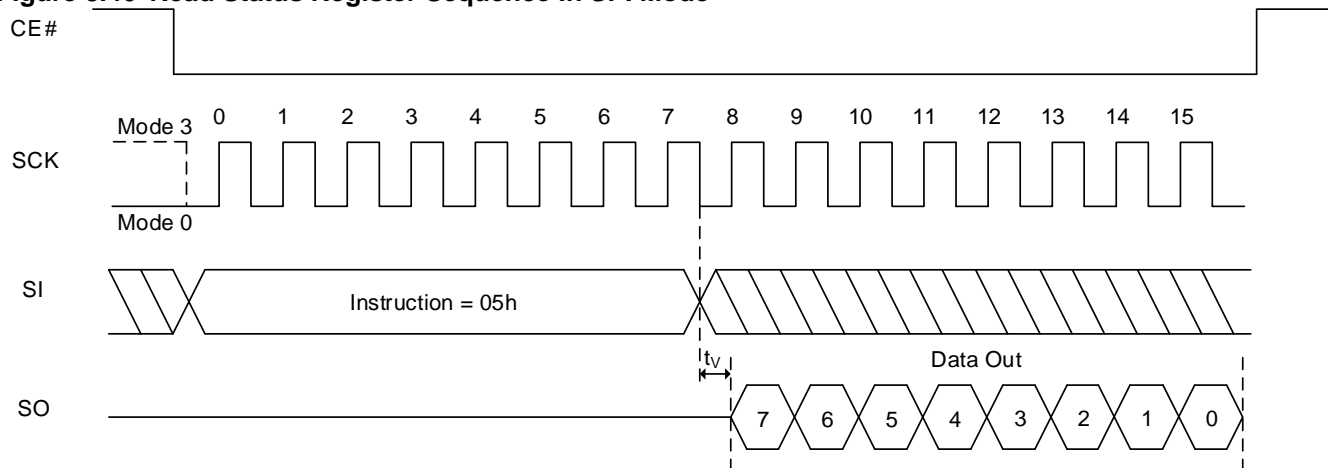 CE#
0 1 2 3 4 5 6 7 8 9 10 11 12 13 14 15
Mode 3
SCK
Mode 0
SI
Instruction = 05h
tV
Data Out
SO
7 6 5 4 3 2 1 0